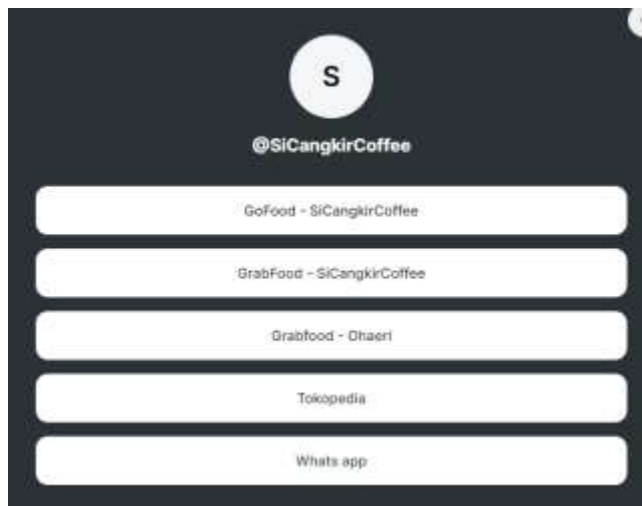 S
@SiCangkirCoffee
GoFood - SiCangkirCoffee
GrabFood - SiCangkirCoffee
Grabfood - Ohaeri
Tokopedia
Whats app